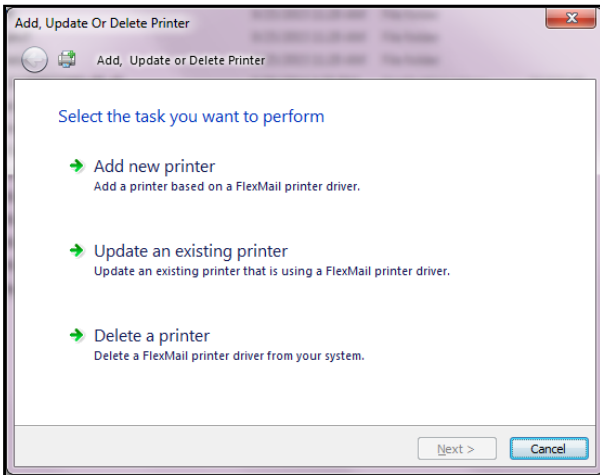 Add, Update Or Delete Printer
Add, Update or Delete Printer
Select the task you want to perform
Add new printer
Add a printer based on a FlexMail printer driver.
Update an existing printer
Update an existing printer that is using a FlexMail printer driver.
Delete a printer
Delete a FlexMail printer driver from your system.
Next > Cancel